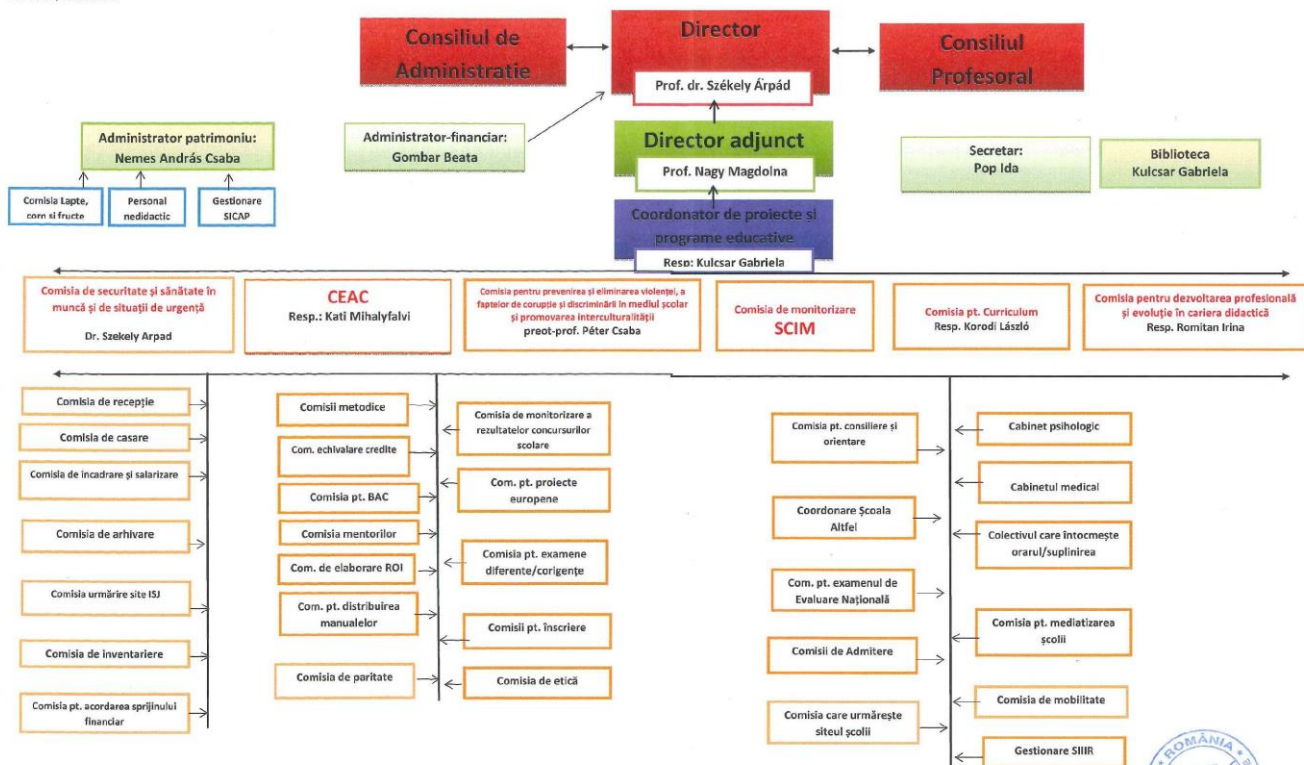 Consiliul de
Administratie
Director
Prof. dr. Székely Árpád
Consiliul
Profesoral
Administrator patrimoniu:
Nemes András Csaba
Administrator-financiar:
Gombar Beata
Director adjunct
Prof. Nagy Magdolna
Secretar:
Pop Ida
Biblioteca
Kulcsar Gabriela
Comisia Lapte,
corn si fructe
Personal
nedidactic
Gestionare
SICAP
Coordonator de proiecte și
programe educative
Resp: Kulcsar Gabriela
Comisia de securitate și sănătate în
muncă și de situații de urgență
Dr. Szekely Arpad
CEAC
Resp.: Kati Mihalyfalvi
Comisia pentru prevenirea și eliminarea violenței, a
faptelor de corupție și discriminării în mediul școlar
și promovarea interculturalității
preot-prof. Péter Csaba
Comisia de monitorizare
SCIM
Comisia pt. Curriculum
Resp. Korodi László
Comisia pentru dezvoltarea profesională
și evoluție în cariera didactică
Resp. Romitan Irina
Comisia de recepție
Comisia de casare
Comisia de incadrare și salarizare
Comisia de arhivare
Comisia urmărire site ISJ
Comisia de inventariere
Comisia pt. acordarea sprijinului
financiar
Comisii metodice
Com. echivalare credite
Comisia pt. BAC
Comisia mentorilor
Com. de elaborare ROI
Com. pt. distribuirea
manualelor
Comisia de paritate
Comisia de monitorizare a
rezultatelor concursurilor
scolare
Com. pt. proiecte
europene
Comisia pt. examene
diferente/corigențe
Comisii pt. înscriere
Comisia de etică
Comisia pt. consiliere și
orientare
Coordonare Școala
Altfel
Com. pt. examenul de
Evaluare Națională
Comisii de Admitere
Comisia care urmărește
siteul școlii
Cabinet psihologic
Cabinetul medical
Colectivul care întocmește
orarul/suplinirea
Comisia pt. mediatizarea
școlii
Comisia de mobilitate
Gestionare SIIIR
ROMÂNIA